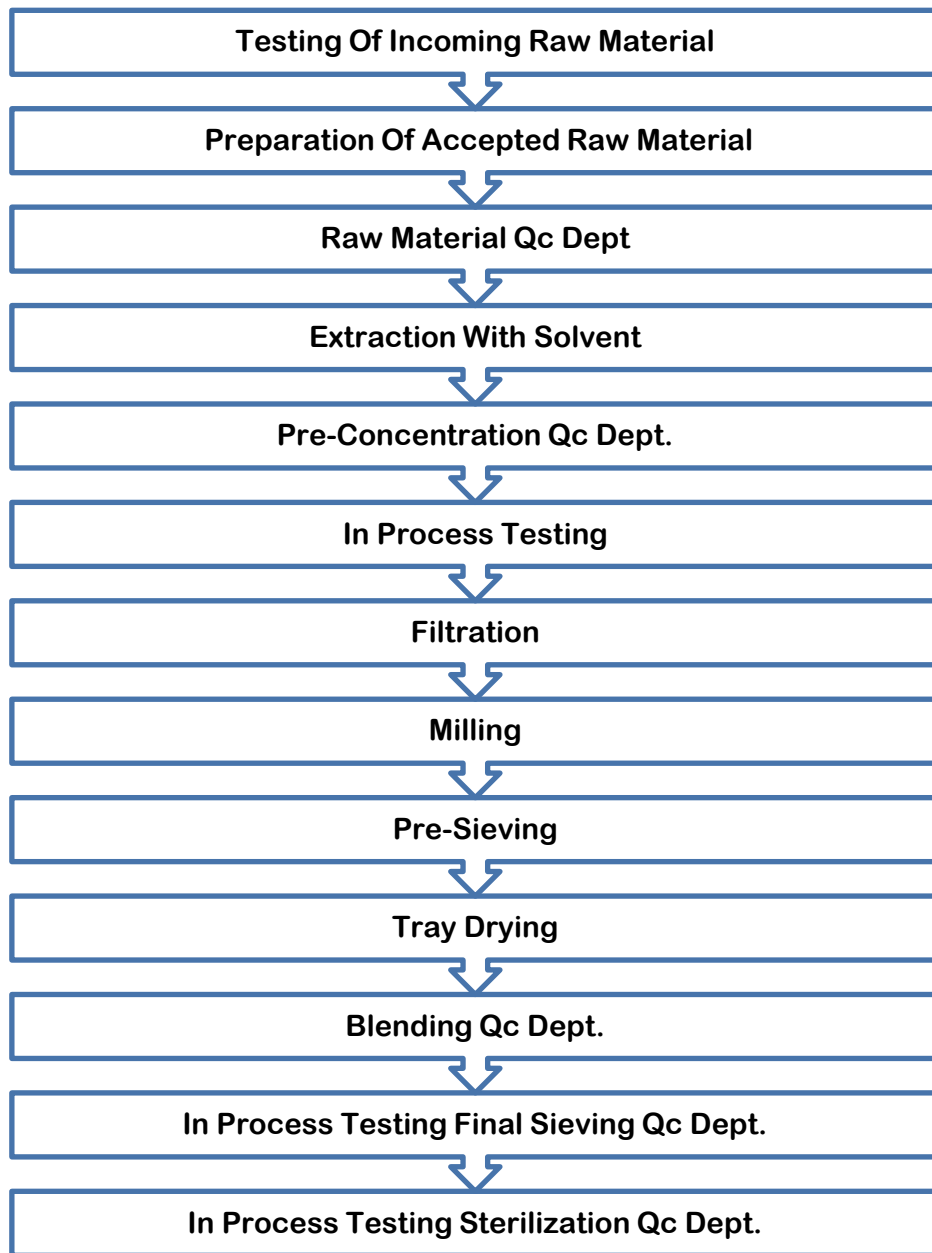 Testing Of Incoming Raw Material
Preparation Of Accepted Raw Material
Raw Material Qc Dept
Extraction With Solvent
Pre-Concentration Qc Dept.
In Process Testing
Filtration
Milling
Pre-Sieving
Tray Drying
Blending Qc Dept.
In Process Testing Final Sieving Qc Dept.
In Process Testing Sterilization Qc Dept.